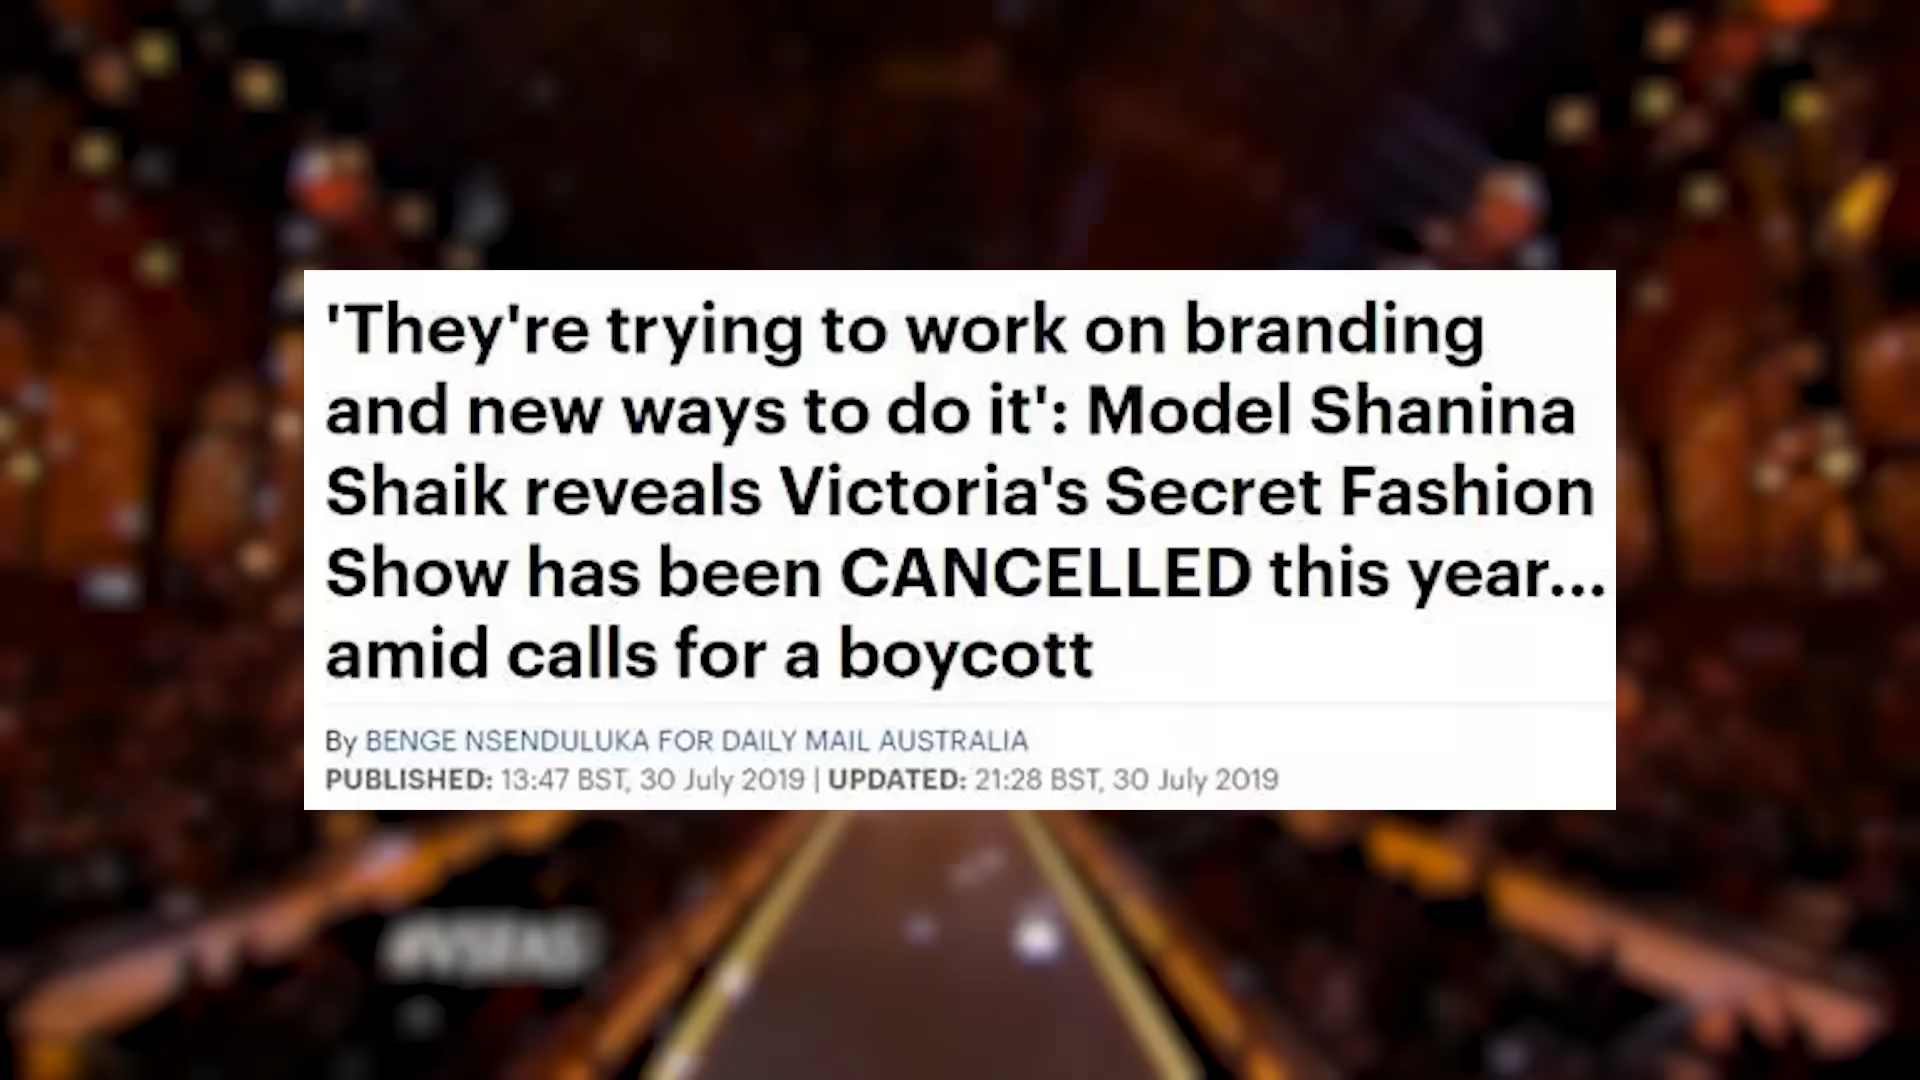 'They're trying to work on branding
and new ways to do it': Model Shanina
Shaik reveals Victoria's Secret Fashion
Show has been CANCELLED this year...
amid calls for a boycott
By BENGE NSENDULUKA FOR DAILY MAIL AUSTRALIA
PUBLISHED: 13:47 BST, 30 July 2019 | UPDATED: 21:28 BST, 30 July 2019